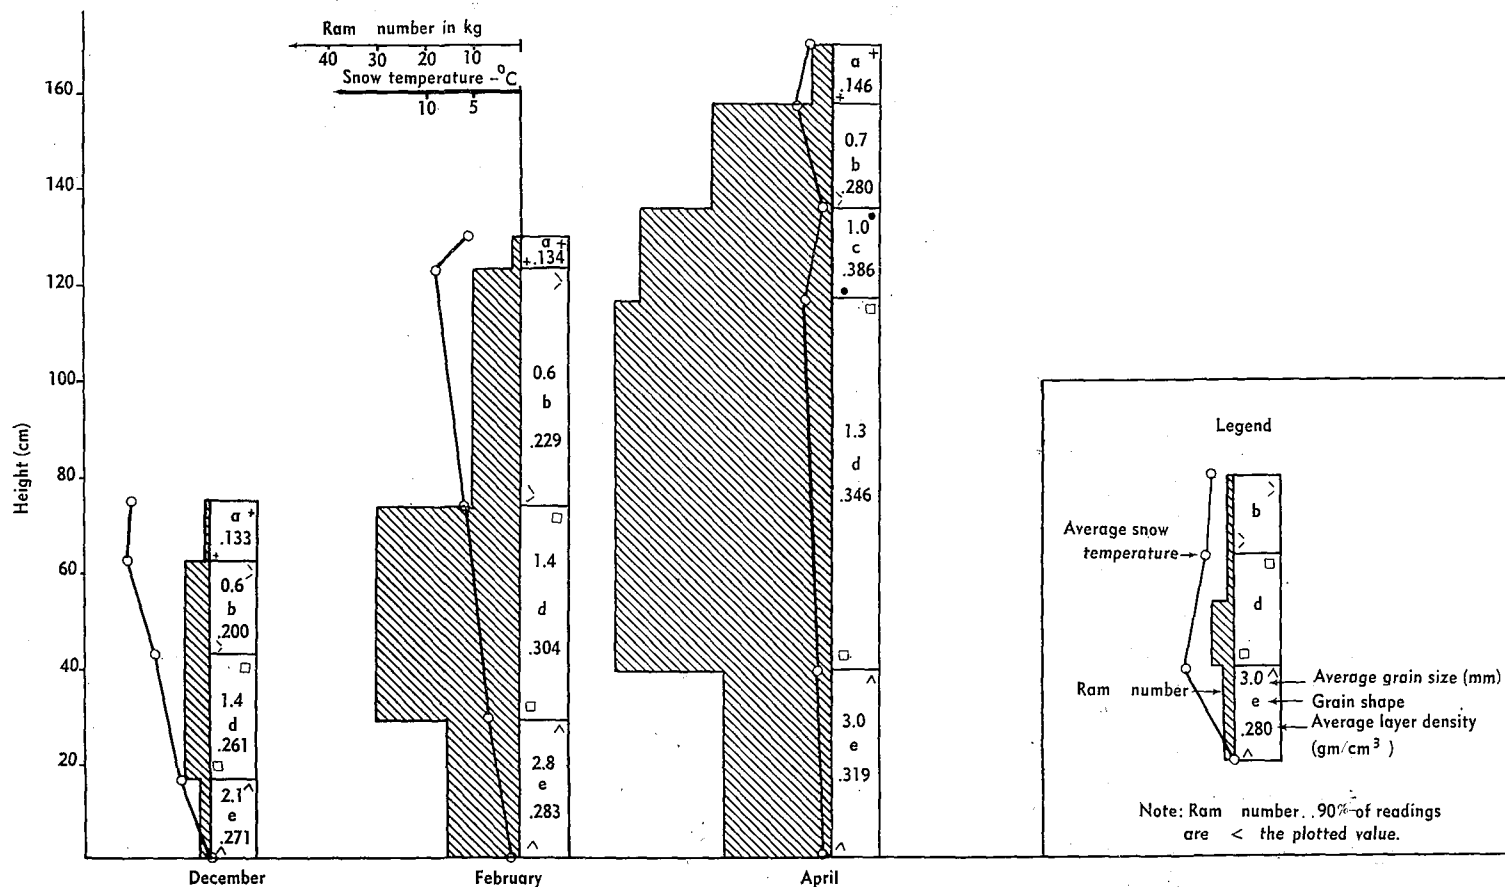 Ram number in kg
40 30 20 10
Snow temperature -°C
10 5
Height (cm)
160
140
120
100
80
60
40
20
a +
.133
+
0.6
b
.200
1.4
d
.261
2.1 ^
e
.271
^
December
a +
+ .134
0.6
b
.229
1.4
d
.304
^
2.8
e
.283
^
February
a +
.146
+
0.7
b
.280
1.0
c
.386
1.3
d
.346
^
3.0
e
.319
^
April
Legend
b
d
3.0 ^
e
.280
^
Average snow
temperature
Ram number
Average grain size (mm)
Grain shape
Average layer density
(gm/cm³ )
Note: Ram number..90% of readings
are < the plotted value.